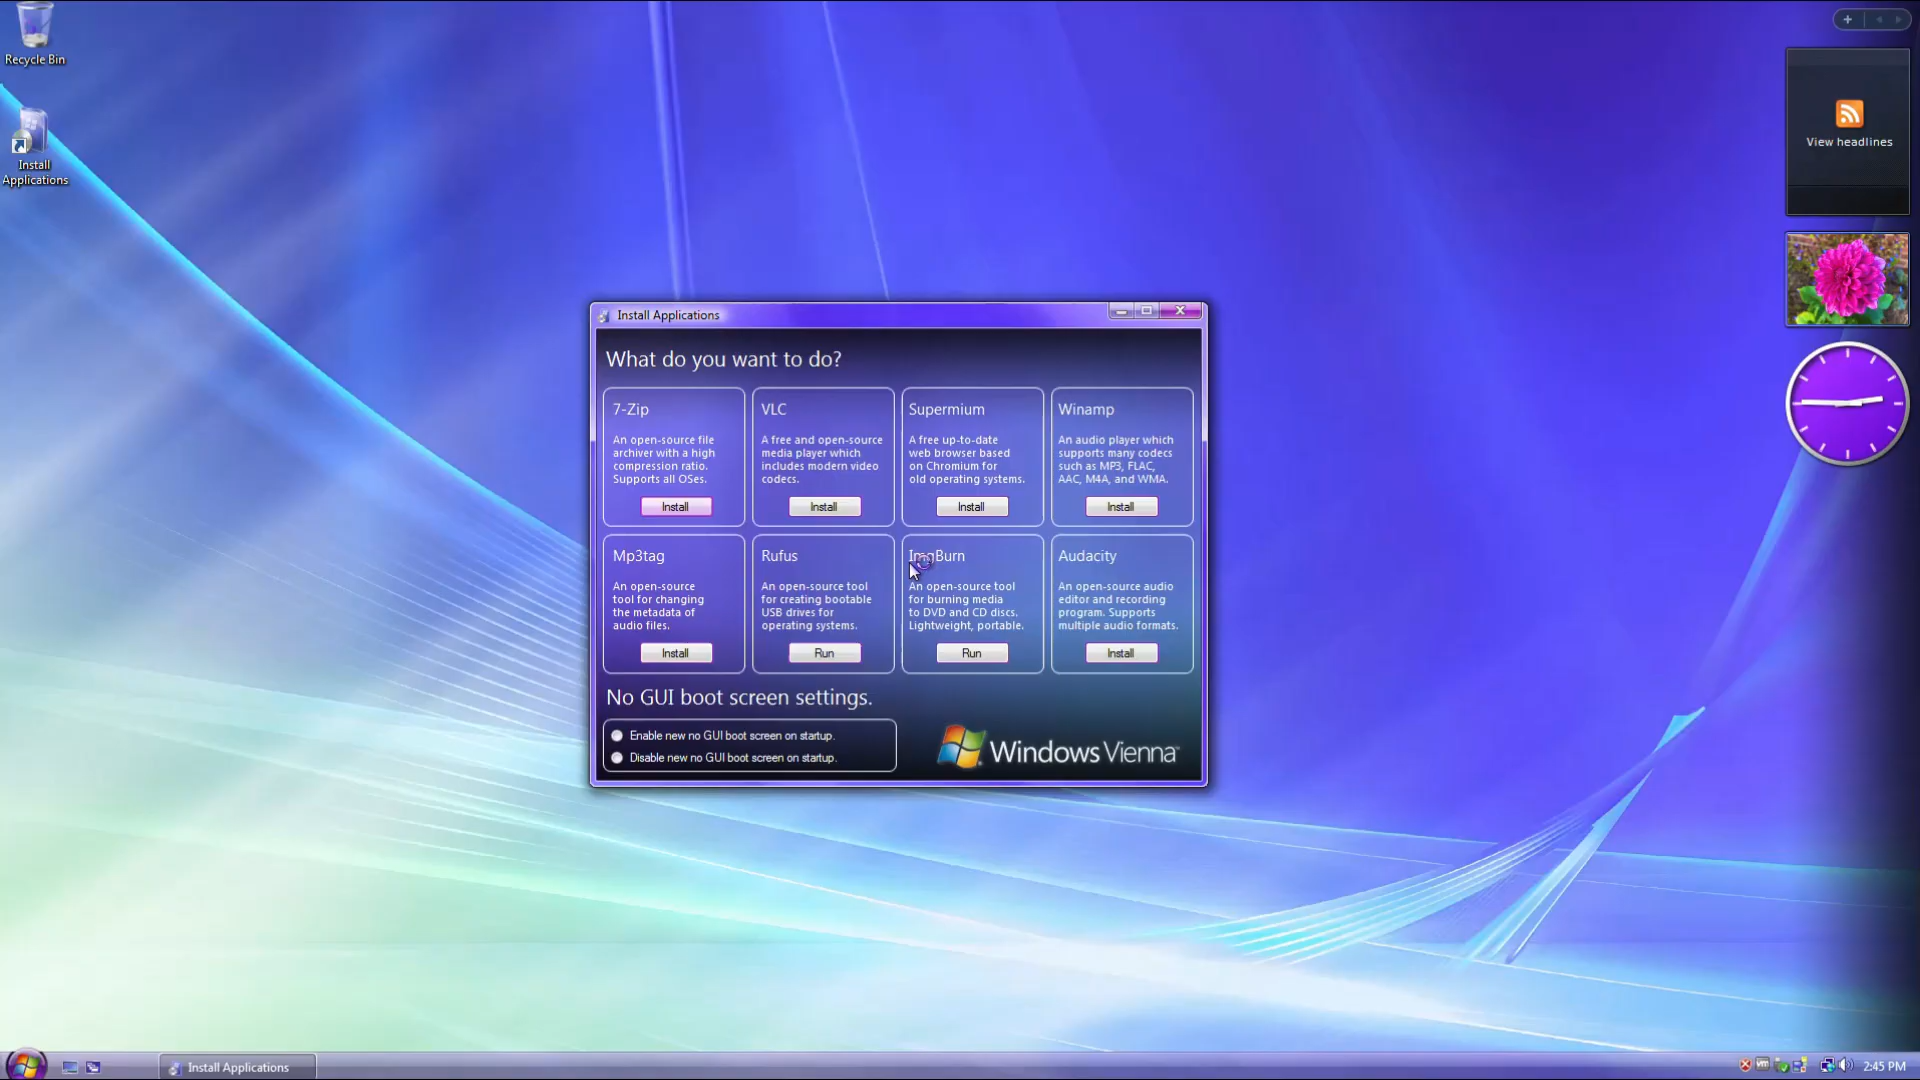 Recycle Bin
Install
Applications
View headlines
Install Applications
What do you want to do?
7-Zip
An open-source file
archiver with a high
compression ratio.
Supports all OSes.
Install
VLC
A free and open-source
media player which
includes modern video
codecs.
Install
Supermium
A free up-to-date
web browser based
on Chromium for
old operating systems.
Install
Winamp
An audio player which
supports many codecs
such as MP3, FLAC,
AAC, M4A, and WMA.
Install
Mp3tag
An open-source
tool for changing
the metadata of
audio files.
Install
Rufus
An open-source tool
for creating bootable
USB drives for
operating systems.
Run
ImgBurn
An open-source tool
for burning media
to DVD and CD discs.
Lightweight, portable.
Run
Audacity
An open-source audio
editor and recording
program. Supports
multiple audio formats.
Install
No GUI boot screen settings.
Enable new no GUI boot screen on startup.
Disable new no GUI boot screen on startup.
Windows Vienna™
Install Applications
2:45 PM